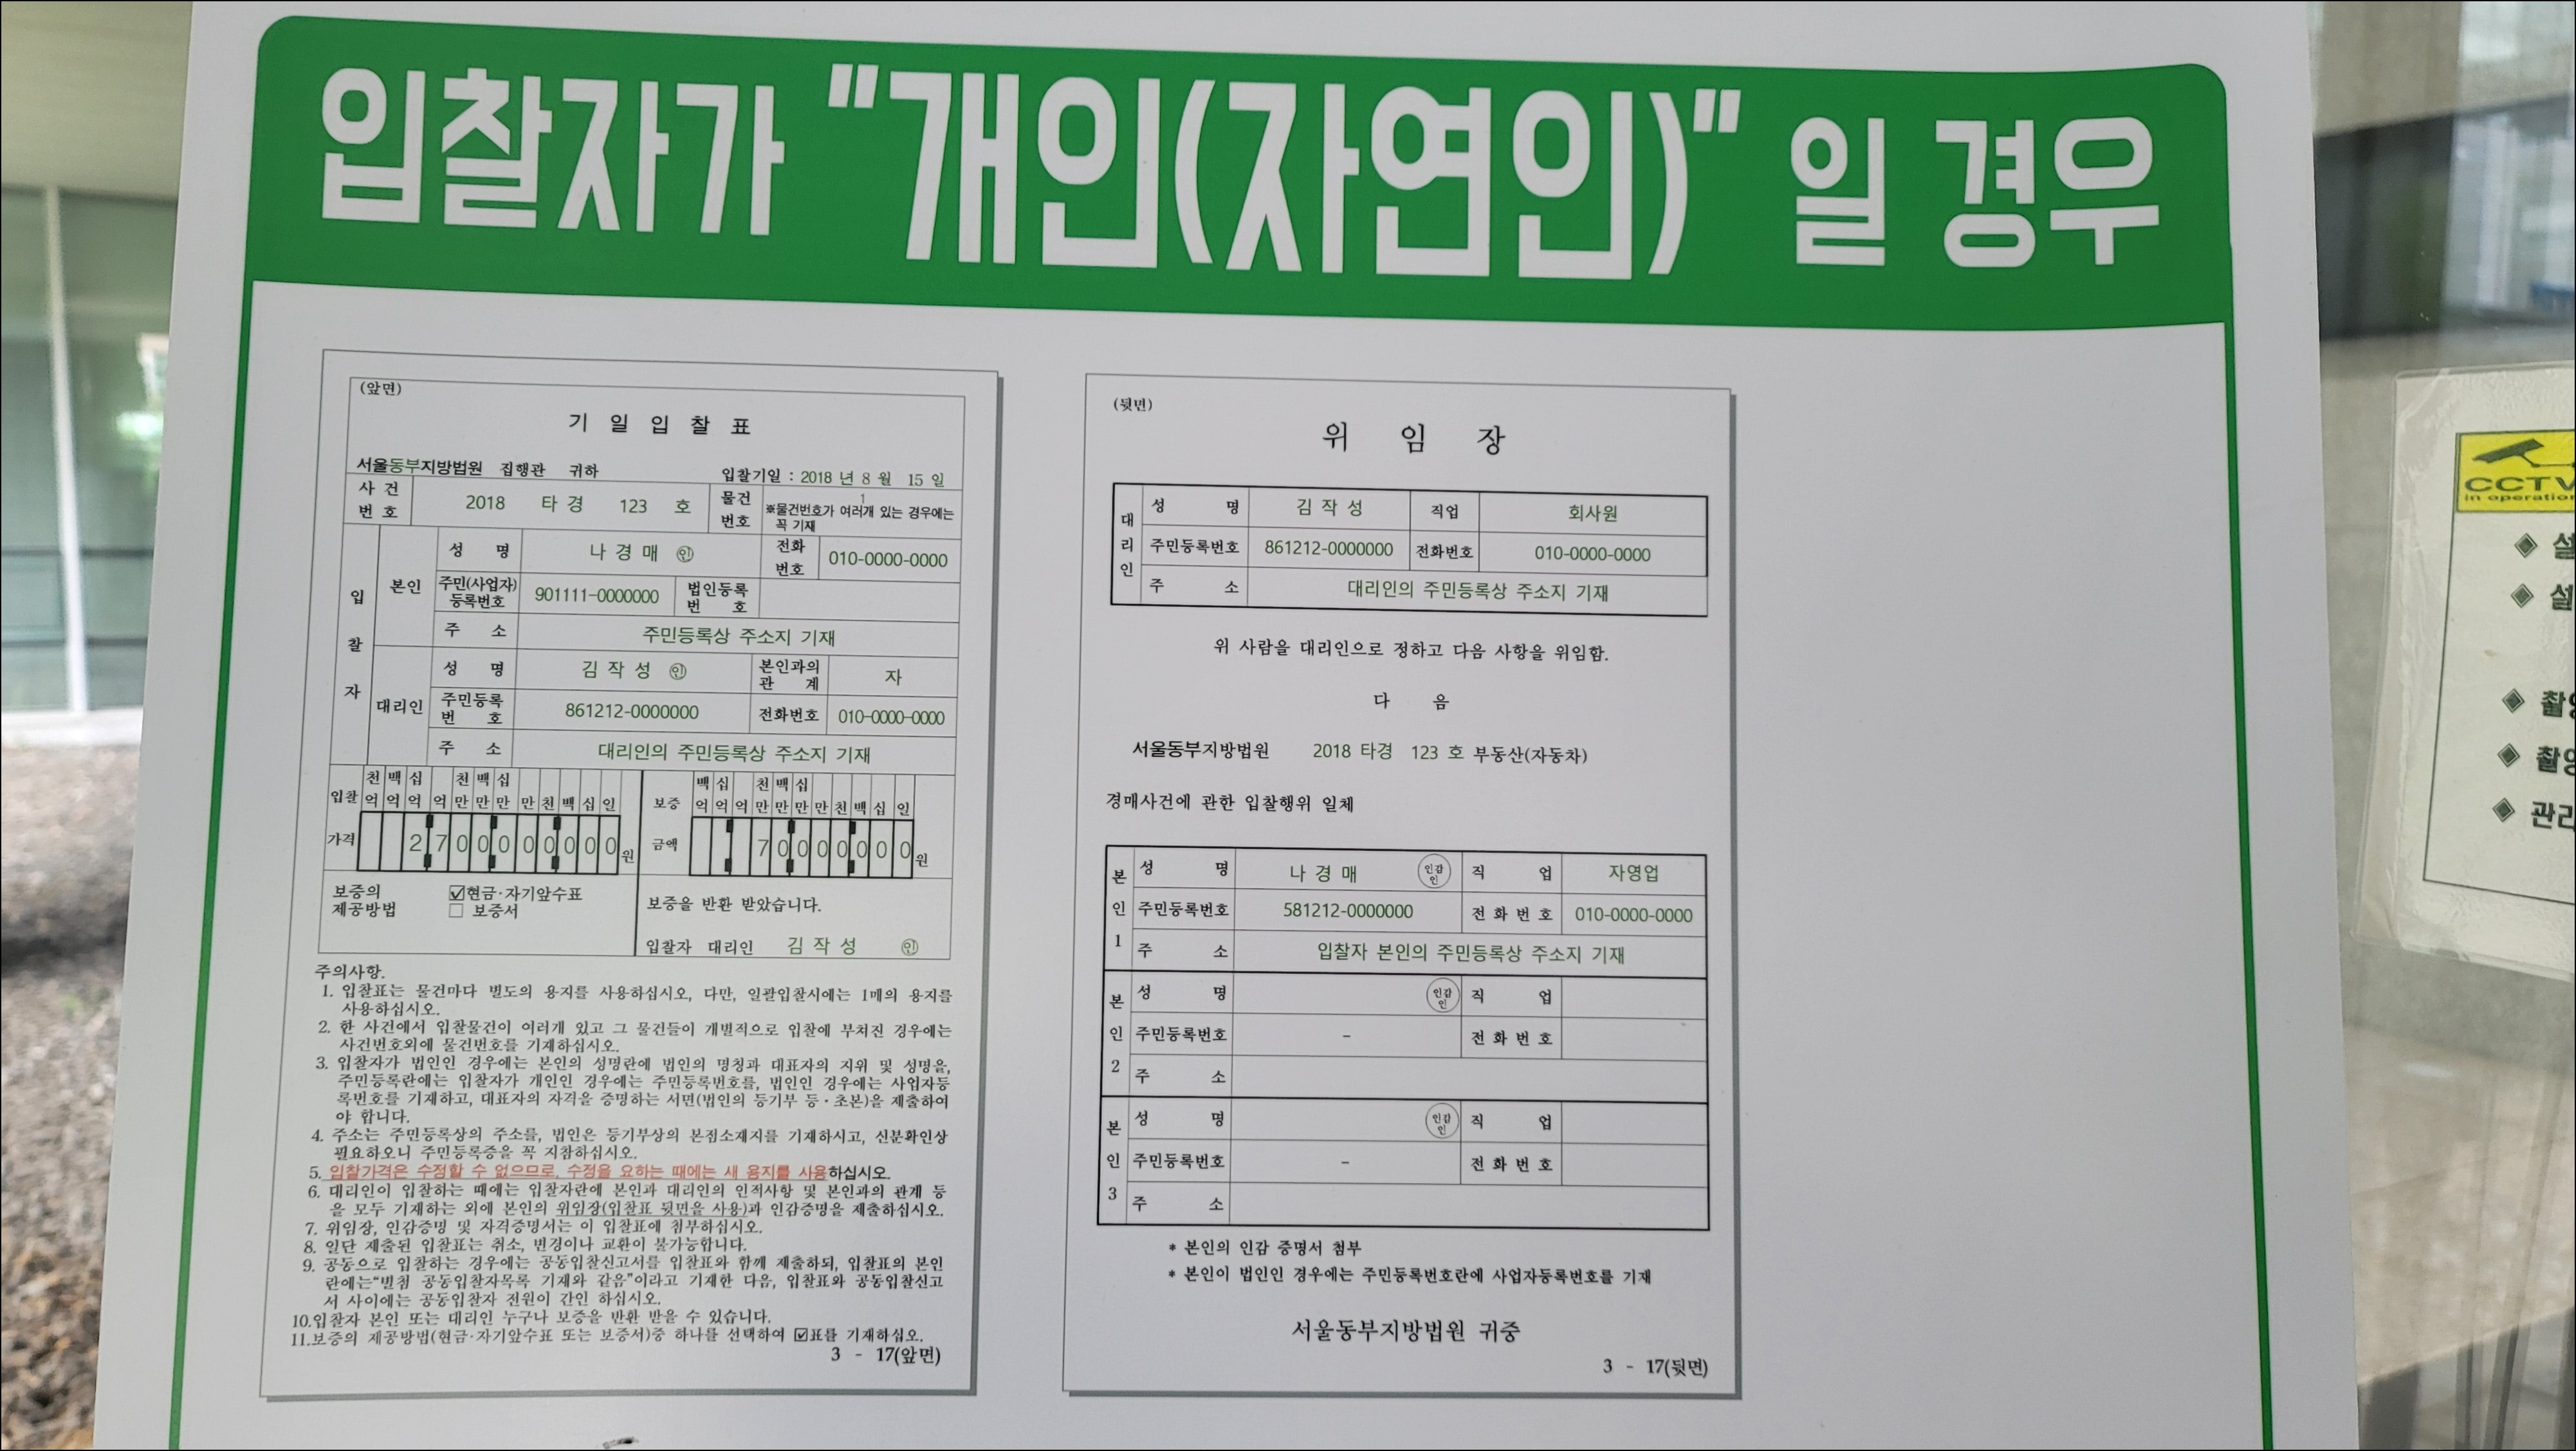 입찰자가 "개인(자연인)" 일 경우
(앞면)
기 일 입 찰 표
서울동부지방법원 집행관 귀하 입찰기일 : 2018 년 8 월 15 일
사 건 번 호 2018 타 경 123 호 물건 번호 1
※물건번호가 여러개 있는 경우에는 꼭 기재
입 찰 자
본인
성 명 나 경 매 ㊞ 전화 번호 010-0000-0000
주민(사업자) 등록번호 901111-0000000 법인등록 번 호
주 소 주민등록상 주소지 기재
대리인
성 명 김 작 성 ㊞ 본인과의 관 계 자
주민등록 번 호 861212-0000000 전화번호 010-0000-0000
주 소 대리인의 주민등록상 주소지 기재
천 백 십 천 백 십 백 십 천 백 십
입찰 억 억 억 억 만 만 만 만 천 백 십 일 보증 억 억 억 만 만 만 만 천 백 십 일
가격 2 7 0 0 0 0 0 0 0 0 원 금액 7 0 0 0 0 0 0 0 원
보증의 제공방법 ☑현금·자기앞수표
☐ 보증서
보증을 반환 받았습니다.
입찰자 대리인 김 작 성 ㊞
주의사항.
1. 입찰표는 물건마다 별도의 용지를 사용하십시오, 다만, 일괄입찰시에는 1매의 용지를
사용하십시오.
2. 한 사건에서 입찰물건이 여러개 있고 그 물건들이 개별적으로 입찰에 부쳐진 경우에는
사건번호외에 물건번호를 기재하십시오.
3. 입찰자가 법인인 경우에는 본인의 성명란에 법인의 명칭과 대표자의 지위 및 성명을,
주민등록란에는 입찰자가 개인인 경우에는 주민등록번호를, 법인인 경우에는 사업자등
록번호를 기재하고, 대표자의 자격을 증명하는 서면(법인의 등기부 등·초본)을 제출하여
야 합니다.
4. 주소는 주민등록상의 주소를, 법인은 등기부상의 본점소재지를 기재하시고, 신분확인상
필요하오니 주민등록증을 꼭 지참하십시오.
5. 입찰가격은 수정할 수 없으므로, 수정을 요하는 때에는 새 용지를 사용하십시오.
6. 대리인이 입찰하는 때에는 입찰자란에 본인과 대리인의 인적사항 및 본인과의 관계 등
을 모두 기재하는 외에 본인의 위임장(입찰표 뒷면을 사용)과 인감증명을 제출하십시오.
7. 위임장, 인감증명 및 자격증명서는 이 입찰표에 첨부하십시오.
8. 일단 제출된 입찰표는 취소, 변경이나 교환이 불가능합니다.
9. 공동으로 입찰하는 경우에는 공동입찰신고서를 입찰표와 함께 제출하되, 입찰표의 본인
란에는“별첨 공동입찰자목록 기재와 같음”이라고 기재한 다음, 입찰표와 공동입찰신고
서 사이에는 공동입찰자 전원이 간인 하십시오.
10.입찰자 본인 또는 대리인 누구나 보증을 반환 받을 수 있습니다.
11.보증의 제공방법(현금·자기앞수표 또는 보증서)중 하나를 선택하여 ☑표를 기재하십오.
3 - 17(앞면)
(뒷면)
위 임 장
대 리 인
성 명 김 작 성 직업 회사원
주민등록번호 861212-0000000 전화번호 010-0000-0000
주 소 대리인의 주민등록상 주소지 기재
위 사람을 대리인으로 정하고 다음 사항을 위임함.
다 음
서울동부지방법원 2018 타경 123 호 부동산(자동차)
경매사건에 관한 입찰행위 일체
본 인 1
성 명 나 경 매 인감 인 직 업 자영업
주민등록번호 581212-0000000 전 화 번 호 010-0000-0000
주 소 입찰자 본인의 주민등록상 주소지 기재
본 인 2
성 명 인감 인 직 업
주민등록번호 - 전 화 번 호
주 소
본 인 3
성 명 인감 인 직 업
주민등록번호 - 전 화 번 호
주 소
* 본인의 인감 증명서 첨부
* 본인이 법인인 경우에는 주민등록번호란에 사업자등록번호를 기재
서울동부지방법원 귀중
3 - 17(뒷면)
CCTV
in operation
◈ 설
◈ 설
◈ 촬영
◈ 촬영
◈ 관리